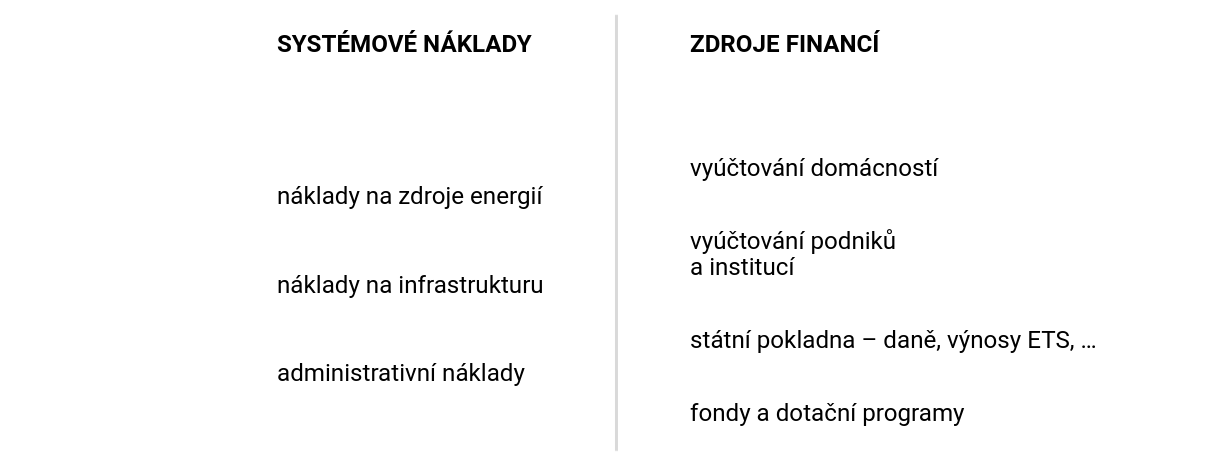 SYSTÉMOVÉ NÁKLADY
náklady na zdroje energií
náklady na infrastrukturu
administrativní náklady
ZDROJE FINANCÍ
vyúčtování domácností
vyúčtování podniků
a institucí
státní pokladna – daně, výnosy ETS, ...
fondy a dotační programy